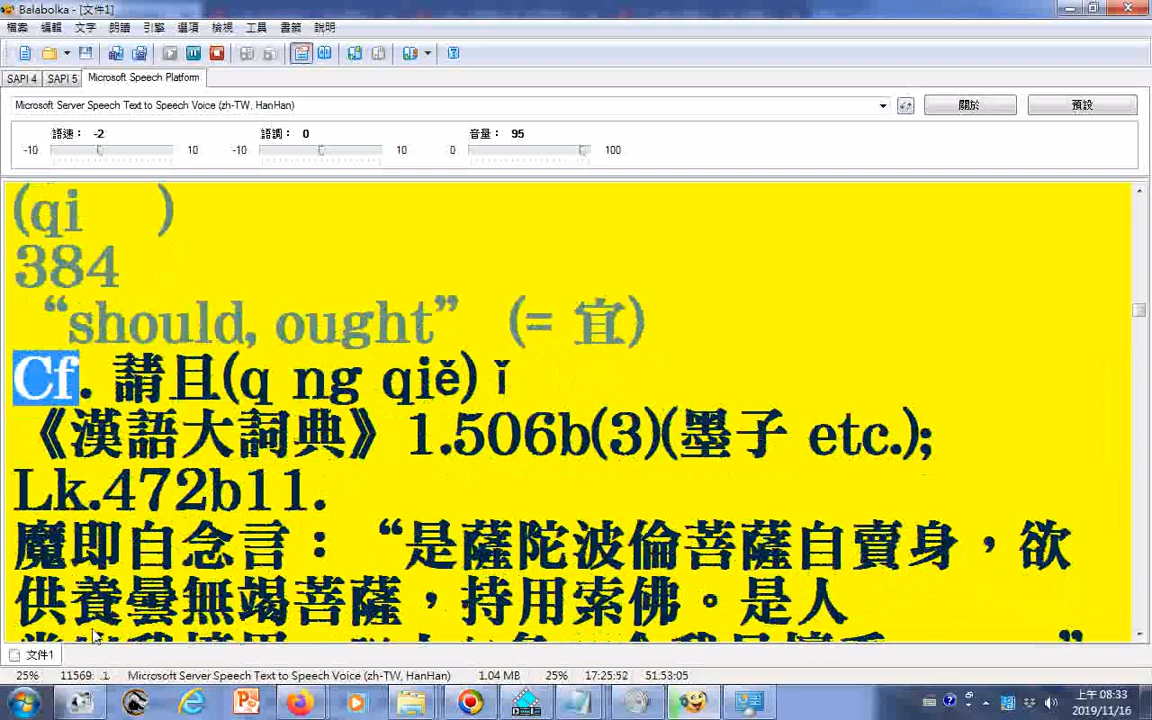 Balabolka - [文件1]
檔案 編輯 文字 朗讀 引擎 選項 檢視 工具 書籤 說明
SAPI 4 SAPI 5 Microsoft Speech Platform
Microsoft Server Speech Text to Speech Voice (zh-TW, HanHan) 關於 預設
語速： -2 語調： 0 音量： 95
-10 10 -10 10 0 100
(qi )
384
“should, ought” (= 宜)
Cf. 請且(q ng qiě) ǐ
《漢語大詞典》 1.506b(3)(墨子 etc.);
Lk.472b11.
魔即自念言：“是薩陀波倫菩薩自賣身，欲
供養曇無竭菩薩，持用索佛。是人
文件1
25% 11569: .1 Microsoft Server Speech Text to Speech Voice (zh-TW, HanHan) 1.04 MB 25% 17:25:52 51:53:05
上午 08:33
2019/11/16